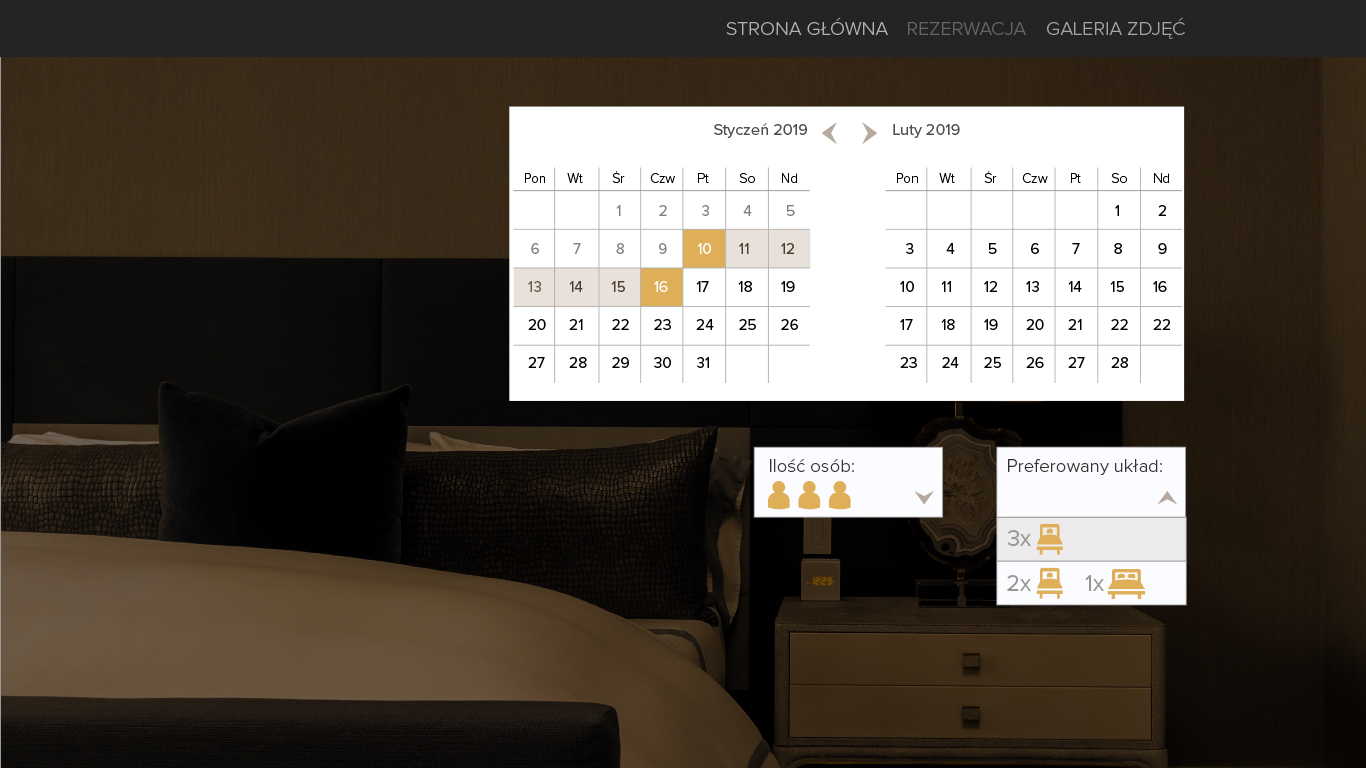 STRONA GŁÓWNA REZERWACJA GALERIA ZDJĘĆ
Styczeń 2019 Luty 2019
Pon Wt Śr Czw Pt So Nd Pon Wt Śr Czw Pt So Nd
1 2 3 4 5 1 2
6 7 8 9 10 11 12 3 4 5 6 7 8 9
13 14 15 16 17 18 19 10 11 12 13 14 15 16
20 21 22 23 24 25 26 17 18 19 20 21 22 22
27 28 29 30 31 23 24 25 26 27 28
Ilość osób:
Preferowany układ:
3x
2x 1x
12:29